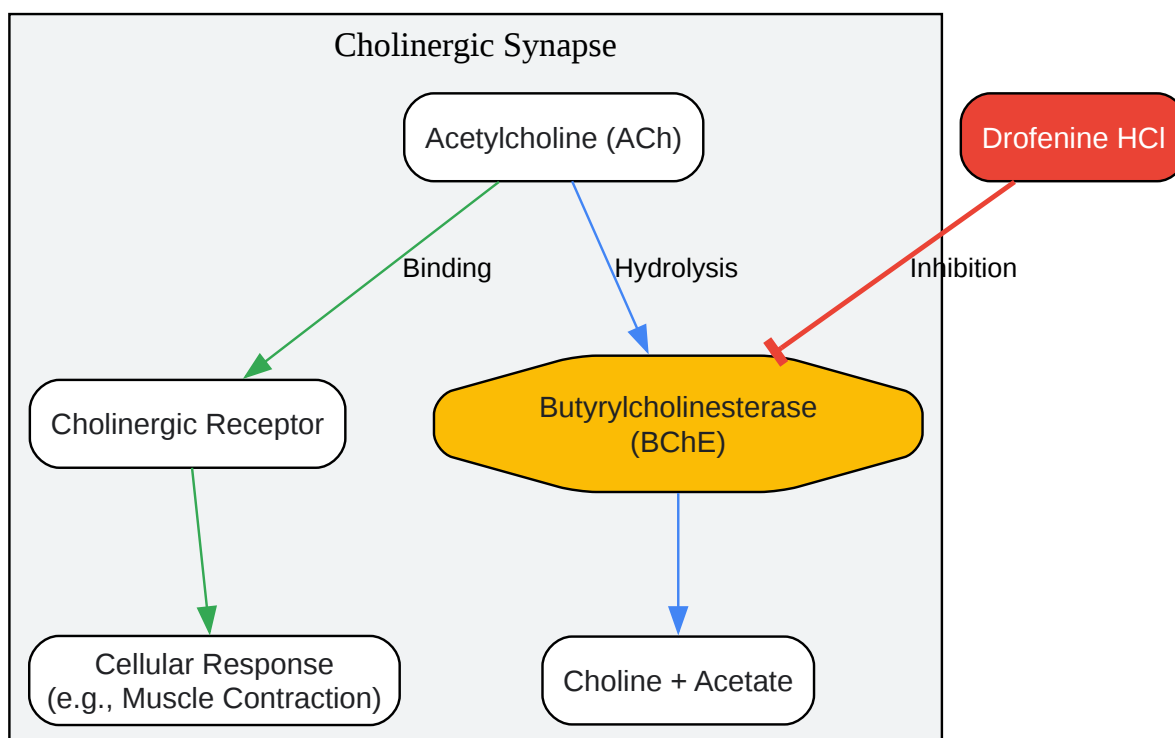 Cholinergic Synapse
Acetylcholine (ACh)
Drofenine HCl
Binding
Hydrolysis
Inhibition
Cholinergic Receptor
Butyrylcholinesterase
(BChE)
Cellular Response
(e.g., Muscle Contraction)
Choline + Acetate